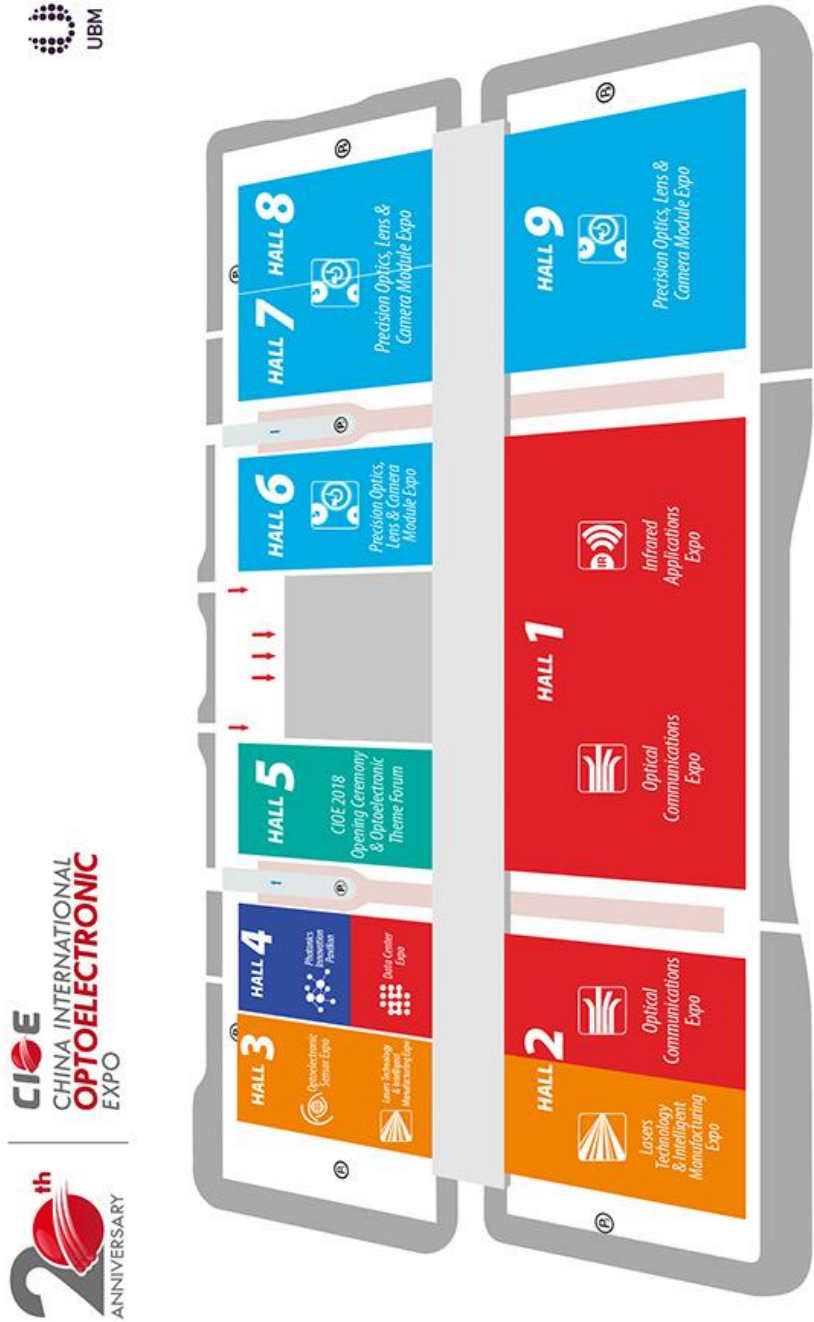 20th
ANNIVERSARY
CIOE
CHINA INTERNATIONAL
OPTOELECTRONIC
EXPO
UBM
HALL 3
Optoelectronic
Sensor Expo
Lasers Technology
& Intelligent
Manufacturing Expo
HALL 4
Photonics
Innovation
Pavilion
Data Center
Expo
HALL 5
CIOE 2018
Opening Ceremony
& Optoelectronic
Theme Forum
HALL 6
Precision Optics,
Lens & Camera
Module Expo
HALL 7
HALL 8
Precision Optics, Lens &
Camera Module Expo
HALL 2
Lasers
Technology
& Intelligent
Manufacturing
Expo
Optical
Communications
Expo
HALL 1
Optical
Communications
Expo
IR
Infrared
Applications
Expo
HALL 9
Precision Optics, Lens &
Camera Module Expo